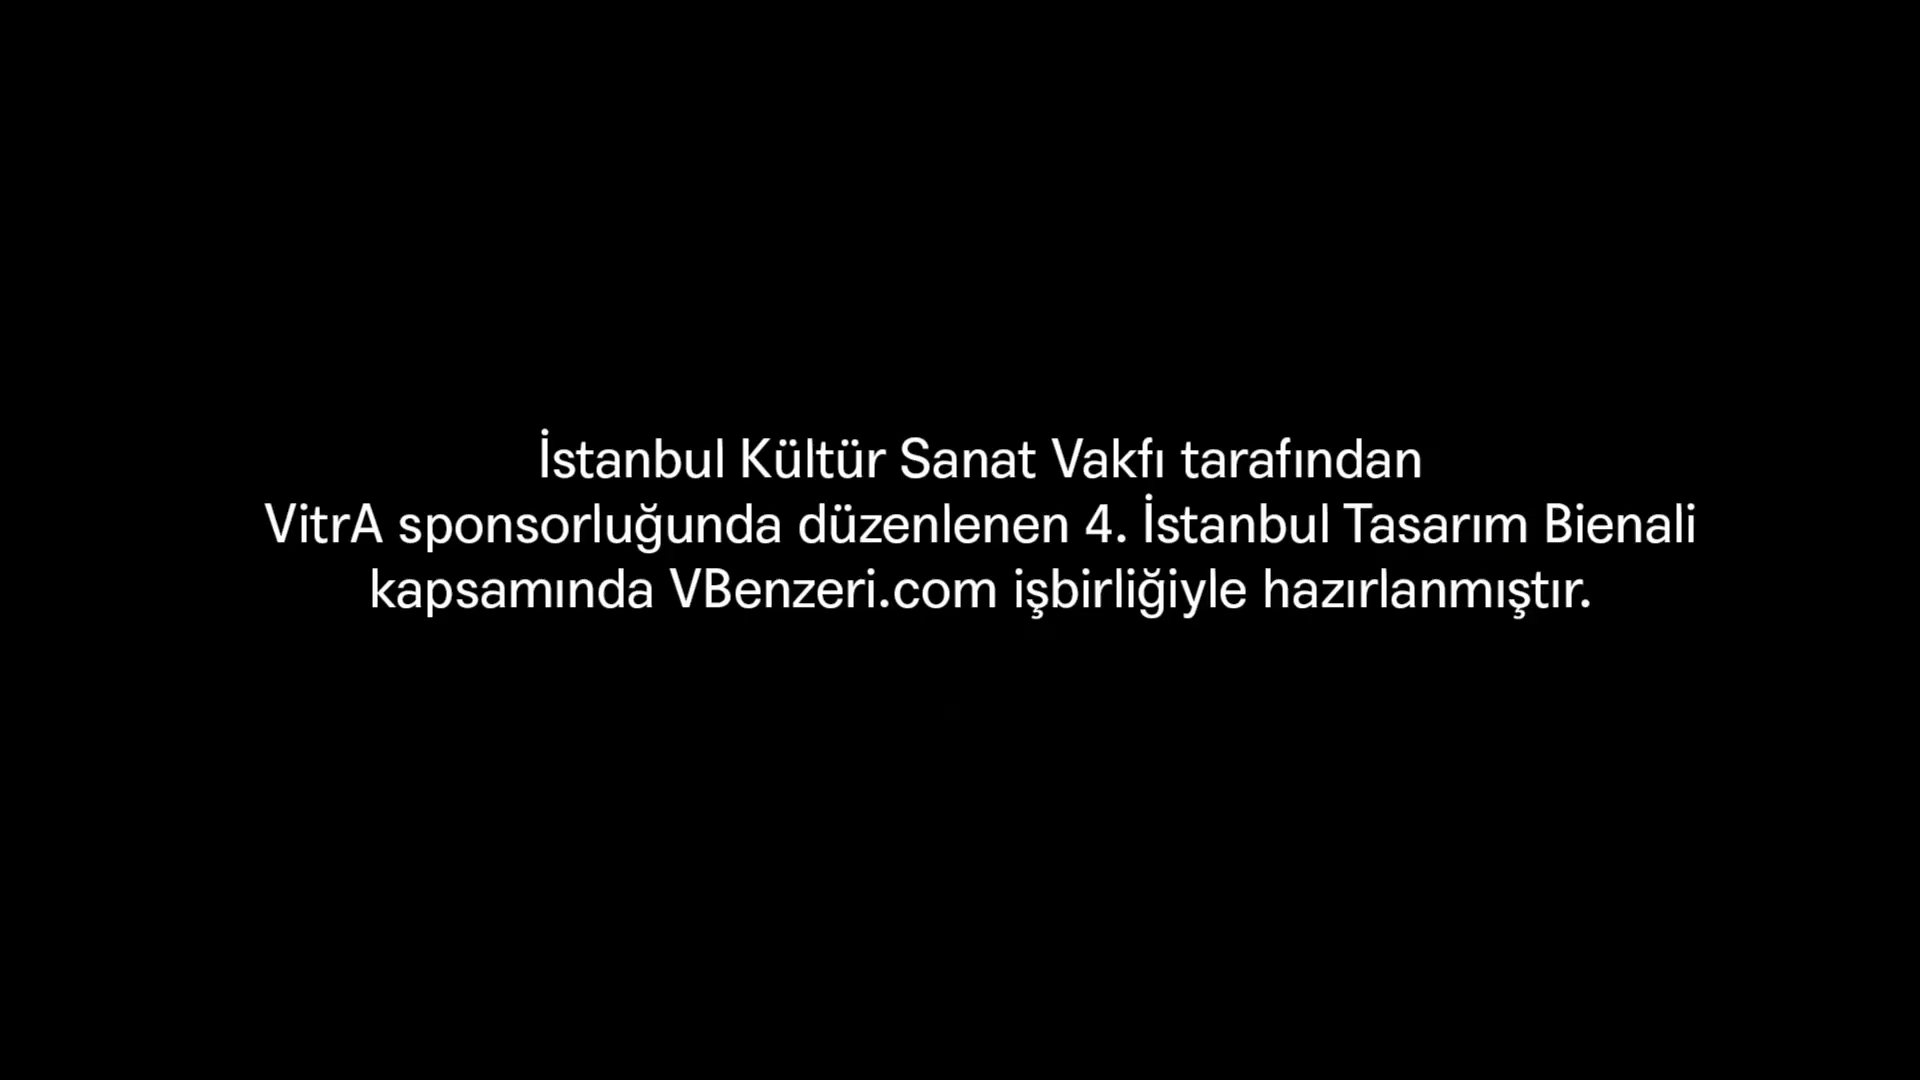 İstanbul Kültür Sanat Vakfı tarafından
VitrA sponsorluğunda düzenlenen 4. İstanbul Tasarım Bienali
kapsamında VBenzeri.com işbirliğiyle hazırlanmıştır.